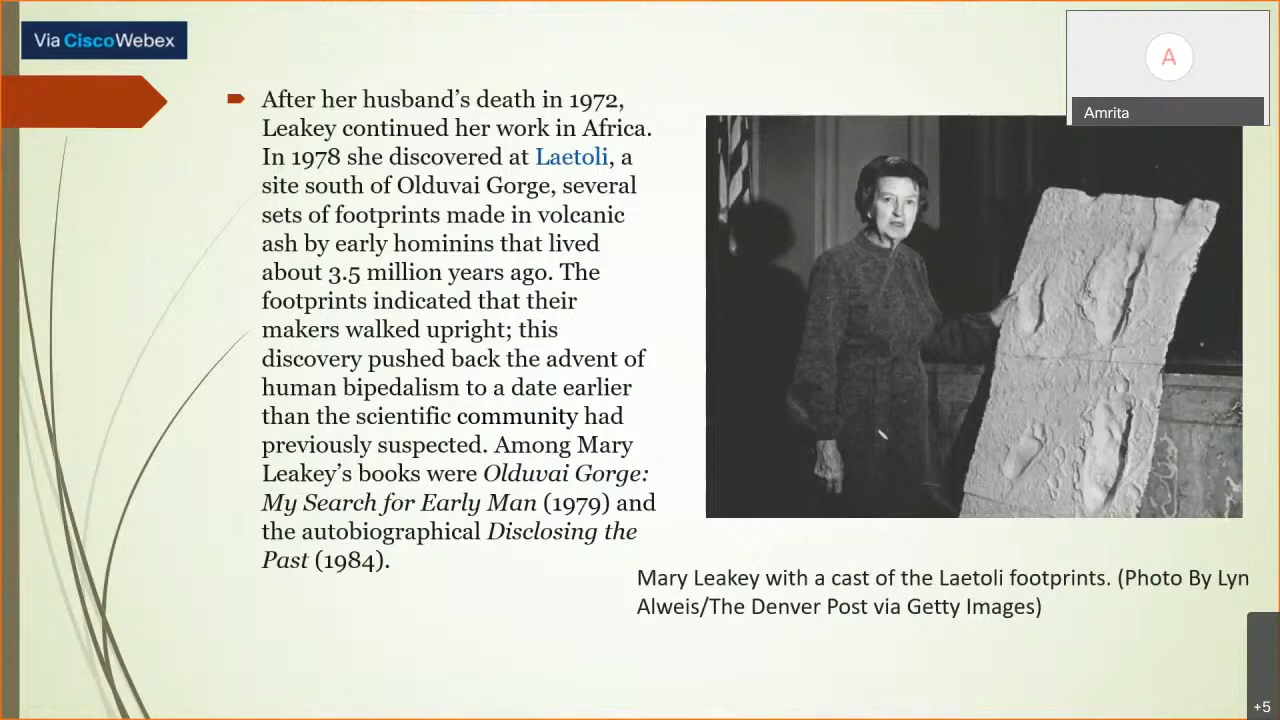 Via CiscoWebex
A
Amrita
After her husband’s death in 1972,
Leakey continued her work in Africa.
In 1978 she discovered at Laetoli, a
site south of Olduvai Gorge, several
sets of footprints made in volcanic
ash by early hominins that lived
about 3.5 million years ago. The
footprints indicated that their
makers walked upright; this
discovery pushed back the advent of
human bipedalism to a date earlier
than the scientific community had
previously suspected. Among Mary
Leakey’s books were Olduvai Gorge:
My Search for Early Man (1979) and
the autobiographical Disclosing the
Past (1984).
Mary Leakey with a cast of the Laetoli footprints. (Photo By Lyn
Alweis/The Denver Post via Getty Images)
+5